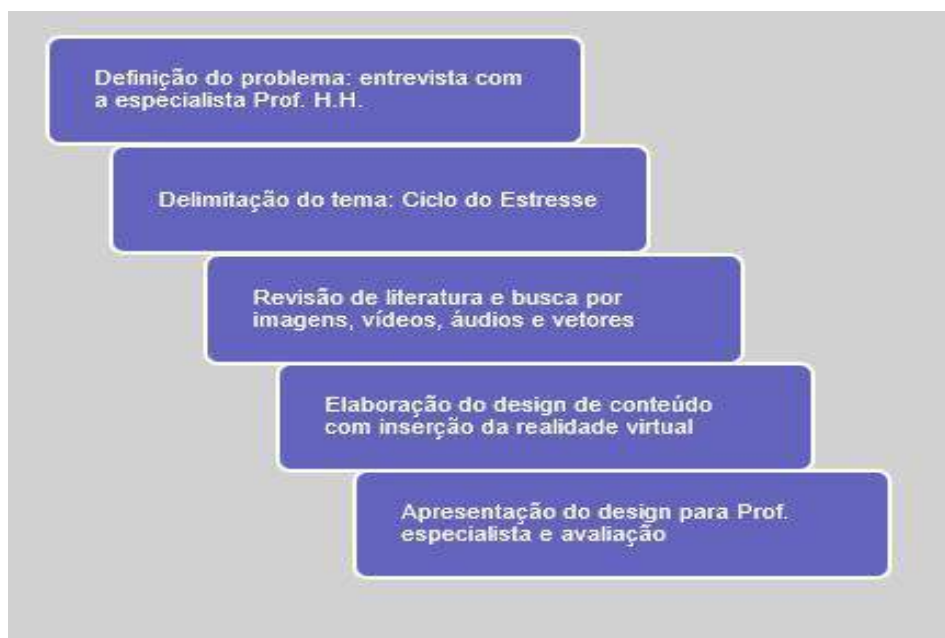 Definição do problema: entrevista com
a especialista Prof. H.H.
Delimitação do tema: Ciclo do Estresse
Revisão de literatura e busca por
imagens, vídeos, áudios e vetores
Elaboração do design de conteúdo
com inserção da realidade virtual
Apresentação do design para Prof.
especialista e avaliação